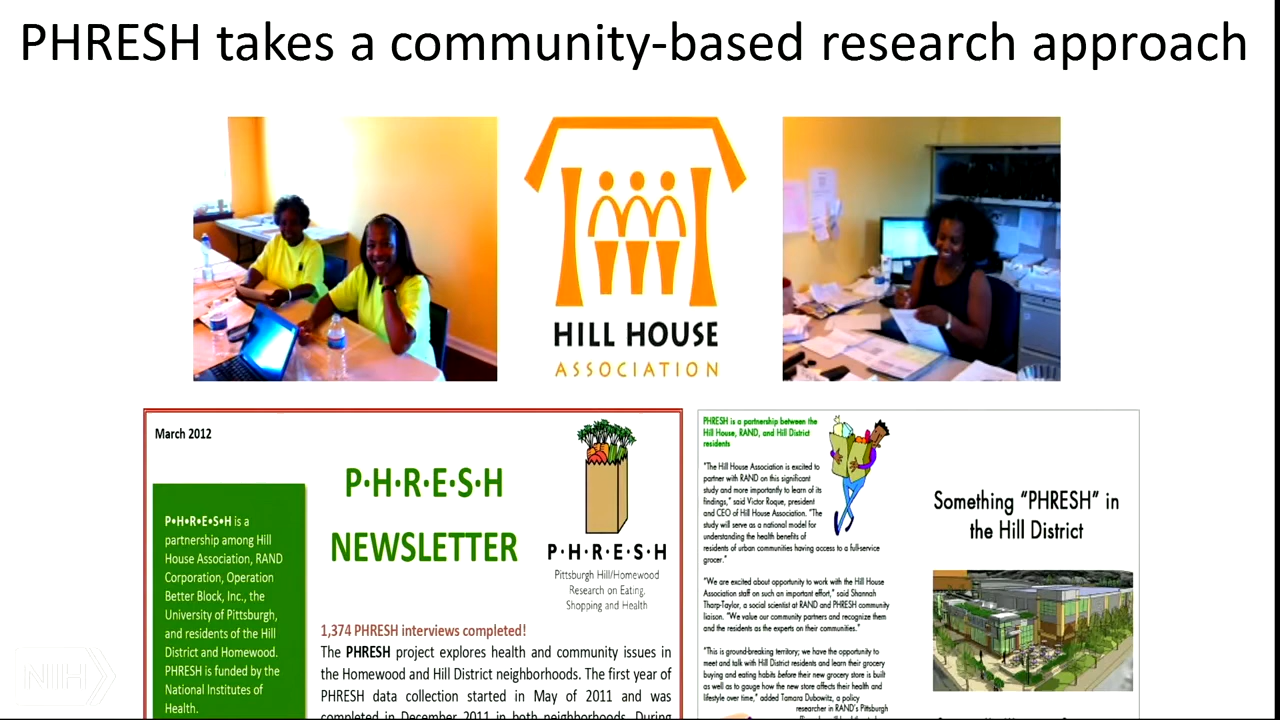 PHRESH takes a community-based research approach
HILL HOUSE
ASSOCIATION
March 2012
P•H•R•E•S•H is a
partnership among Hill
House Association, RAND
Corporation, Operation
Better Block, Inc., the
University of Pittsburgh,
and residents of the Hill
District and Homewood.
PHRESH is funded by the
National Institutes of
Health.
P·H·R·E·S·H
NEWSLETTER
P·H·R·E·S·H
Pittsburgh Hill/Homewood
Research on Eating,
Shopping and Health
1,374 PHRESH interviews completed!
The PHRESH project explores health and community issues in
the Homewood and Hill District neighborhoods. The first year of
PHRESH data collection started in May of 2011 and was
completed in December 2011 in both neighborhoods. During
PHRESH is a partnership between the
Hill House, RAND, and Hill District
residents
"The Hill House Association is excited to
partner with RAND on this significant
study and more importantly to learn of its
findings," said Victor Roque, president
and CEO of Hill House Association. "The
study will serve as a national model for
understanding the health benefits of
residents of urban communities having access to a full-service
grocer."
"We are excited about opportunity to work with the Hill House
Association staff on such an important effort," said Shannah
Tharp-Taylor, a social scientist at RAND and PHRESH community
liaison. "We value our community partners and recognize them
and the residents as the experts on their communities."
"This is ground-breaking territory; we have the opportunity to
meet and talk with Hill District residents and learn their grocery
buying and eating habits before their new grocery store is built
as well as to gauge how the new store affects their health and
lifestyle over time," added Tamara Dubowitz, a policy
researcher in RAND's Pittsburgh
Something "PHRESH" in
the Hill District
NIH